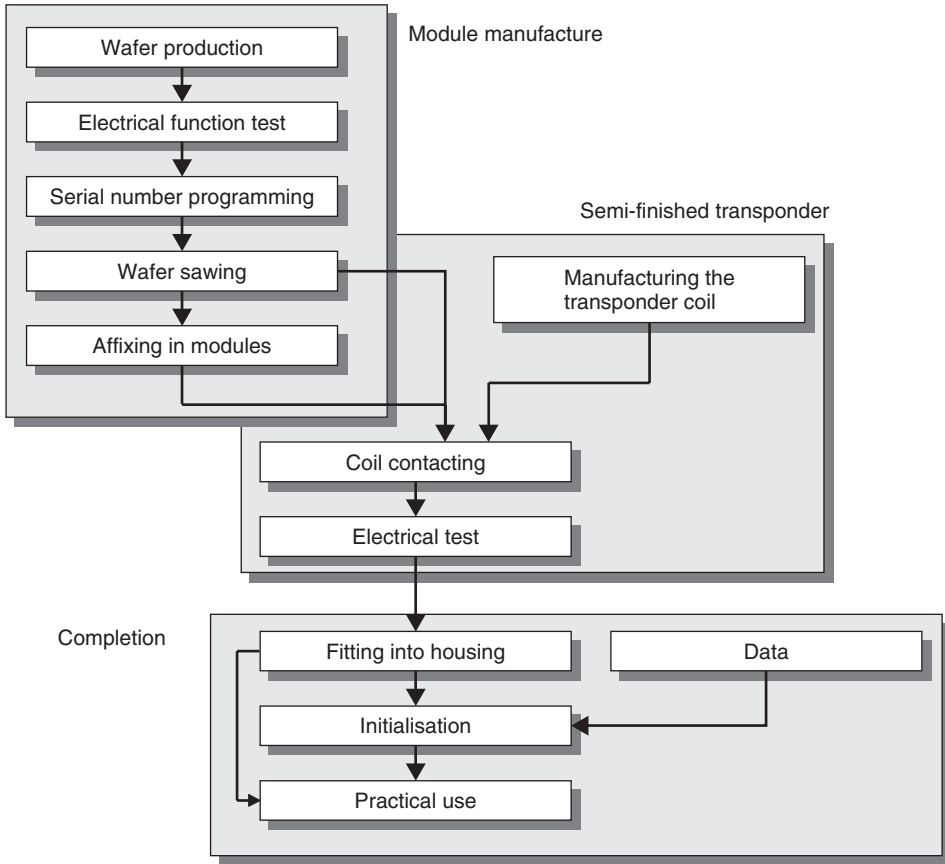 Module manufacture
Wafer production
Electrical function test
Serial number programming
Wafer sawing
Affixing in modules
Semi-finished transponder
Manufacturing the
transponder coil
Coil contacting
Electrical test
Completion
Fitting into housing
Data
Initialisation
Practical use